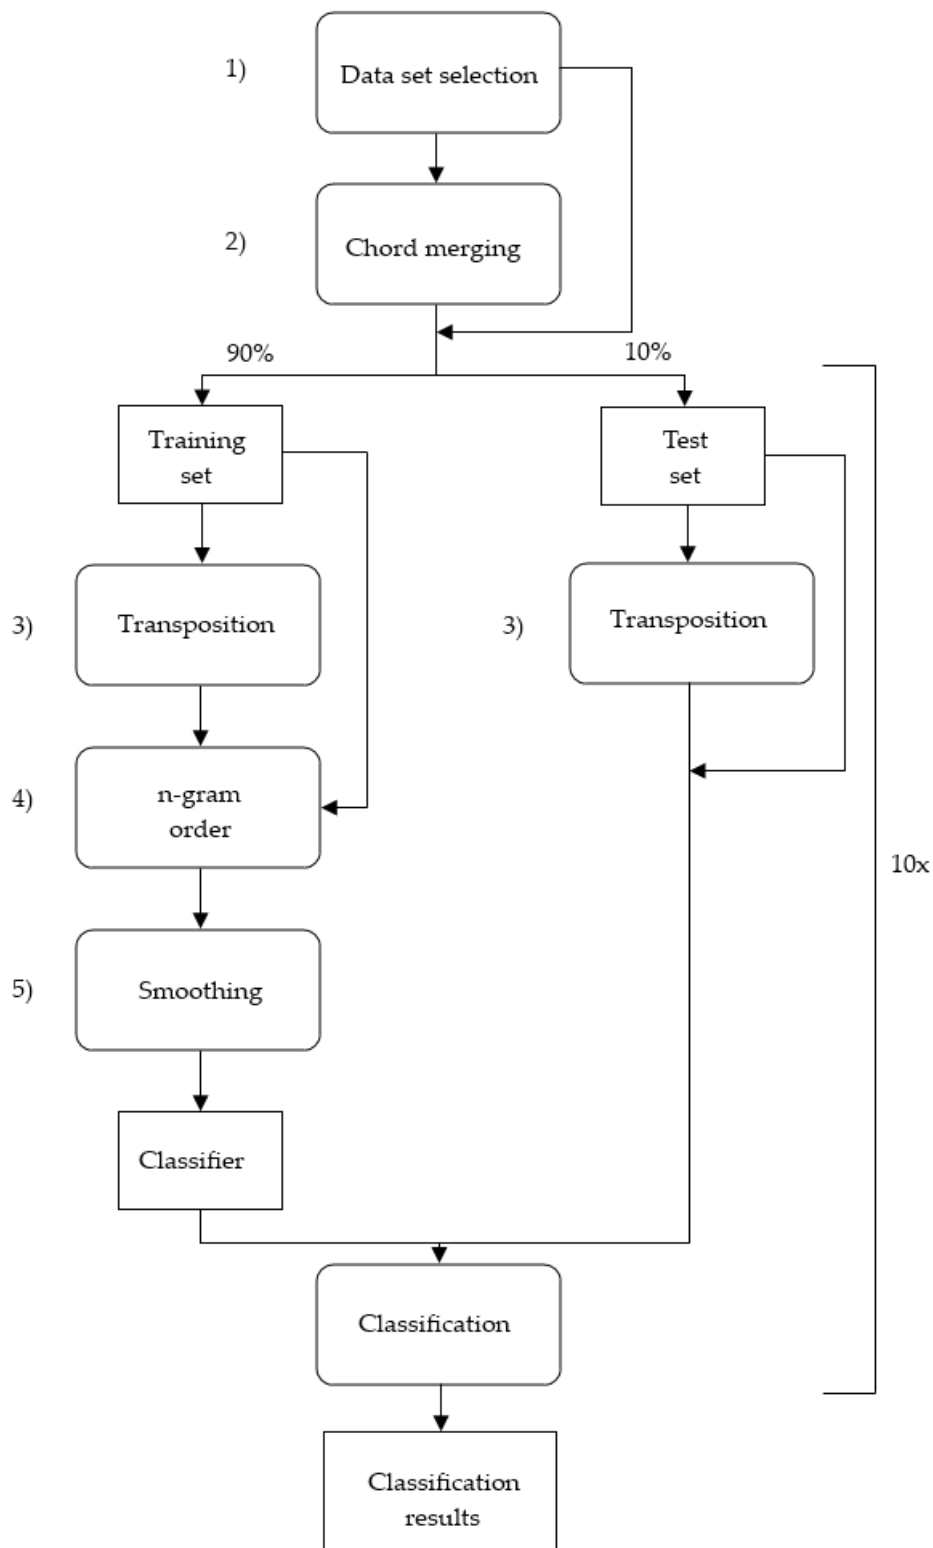 1)
Data set selection
2)
Chord merging
90%
10%
Training
set
Test
set
3)
Transposition
3)
Transposition
4)
n-gram
order
10x
5)
Smoothing
Classifier
Classification
Classification
results